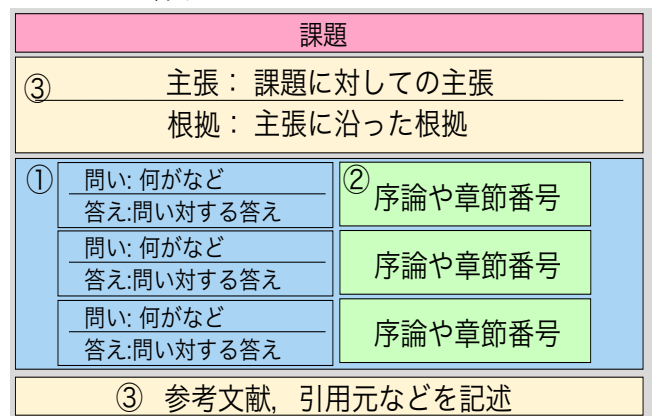 課題
③
主張： 課題に対しての主張
根拠： 主張に沿った根拠
①
問い: 何がなど
答え:問い対する答え
②
序論や章節番号
問い: 何がなど
答え:問い対する答え
序論や章節番号
問い: 何がなど
答え:問い対する答え
序論や章節番号
③ 参考文献, 引用元などを記述